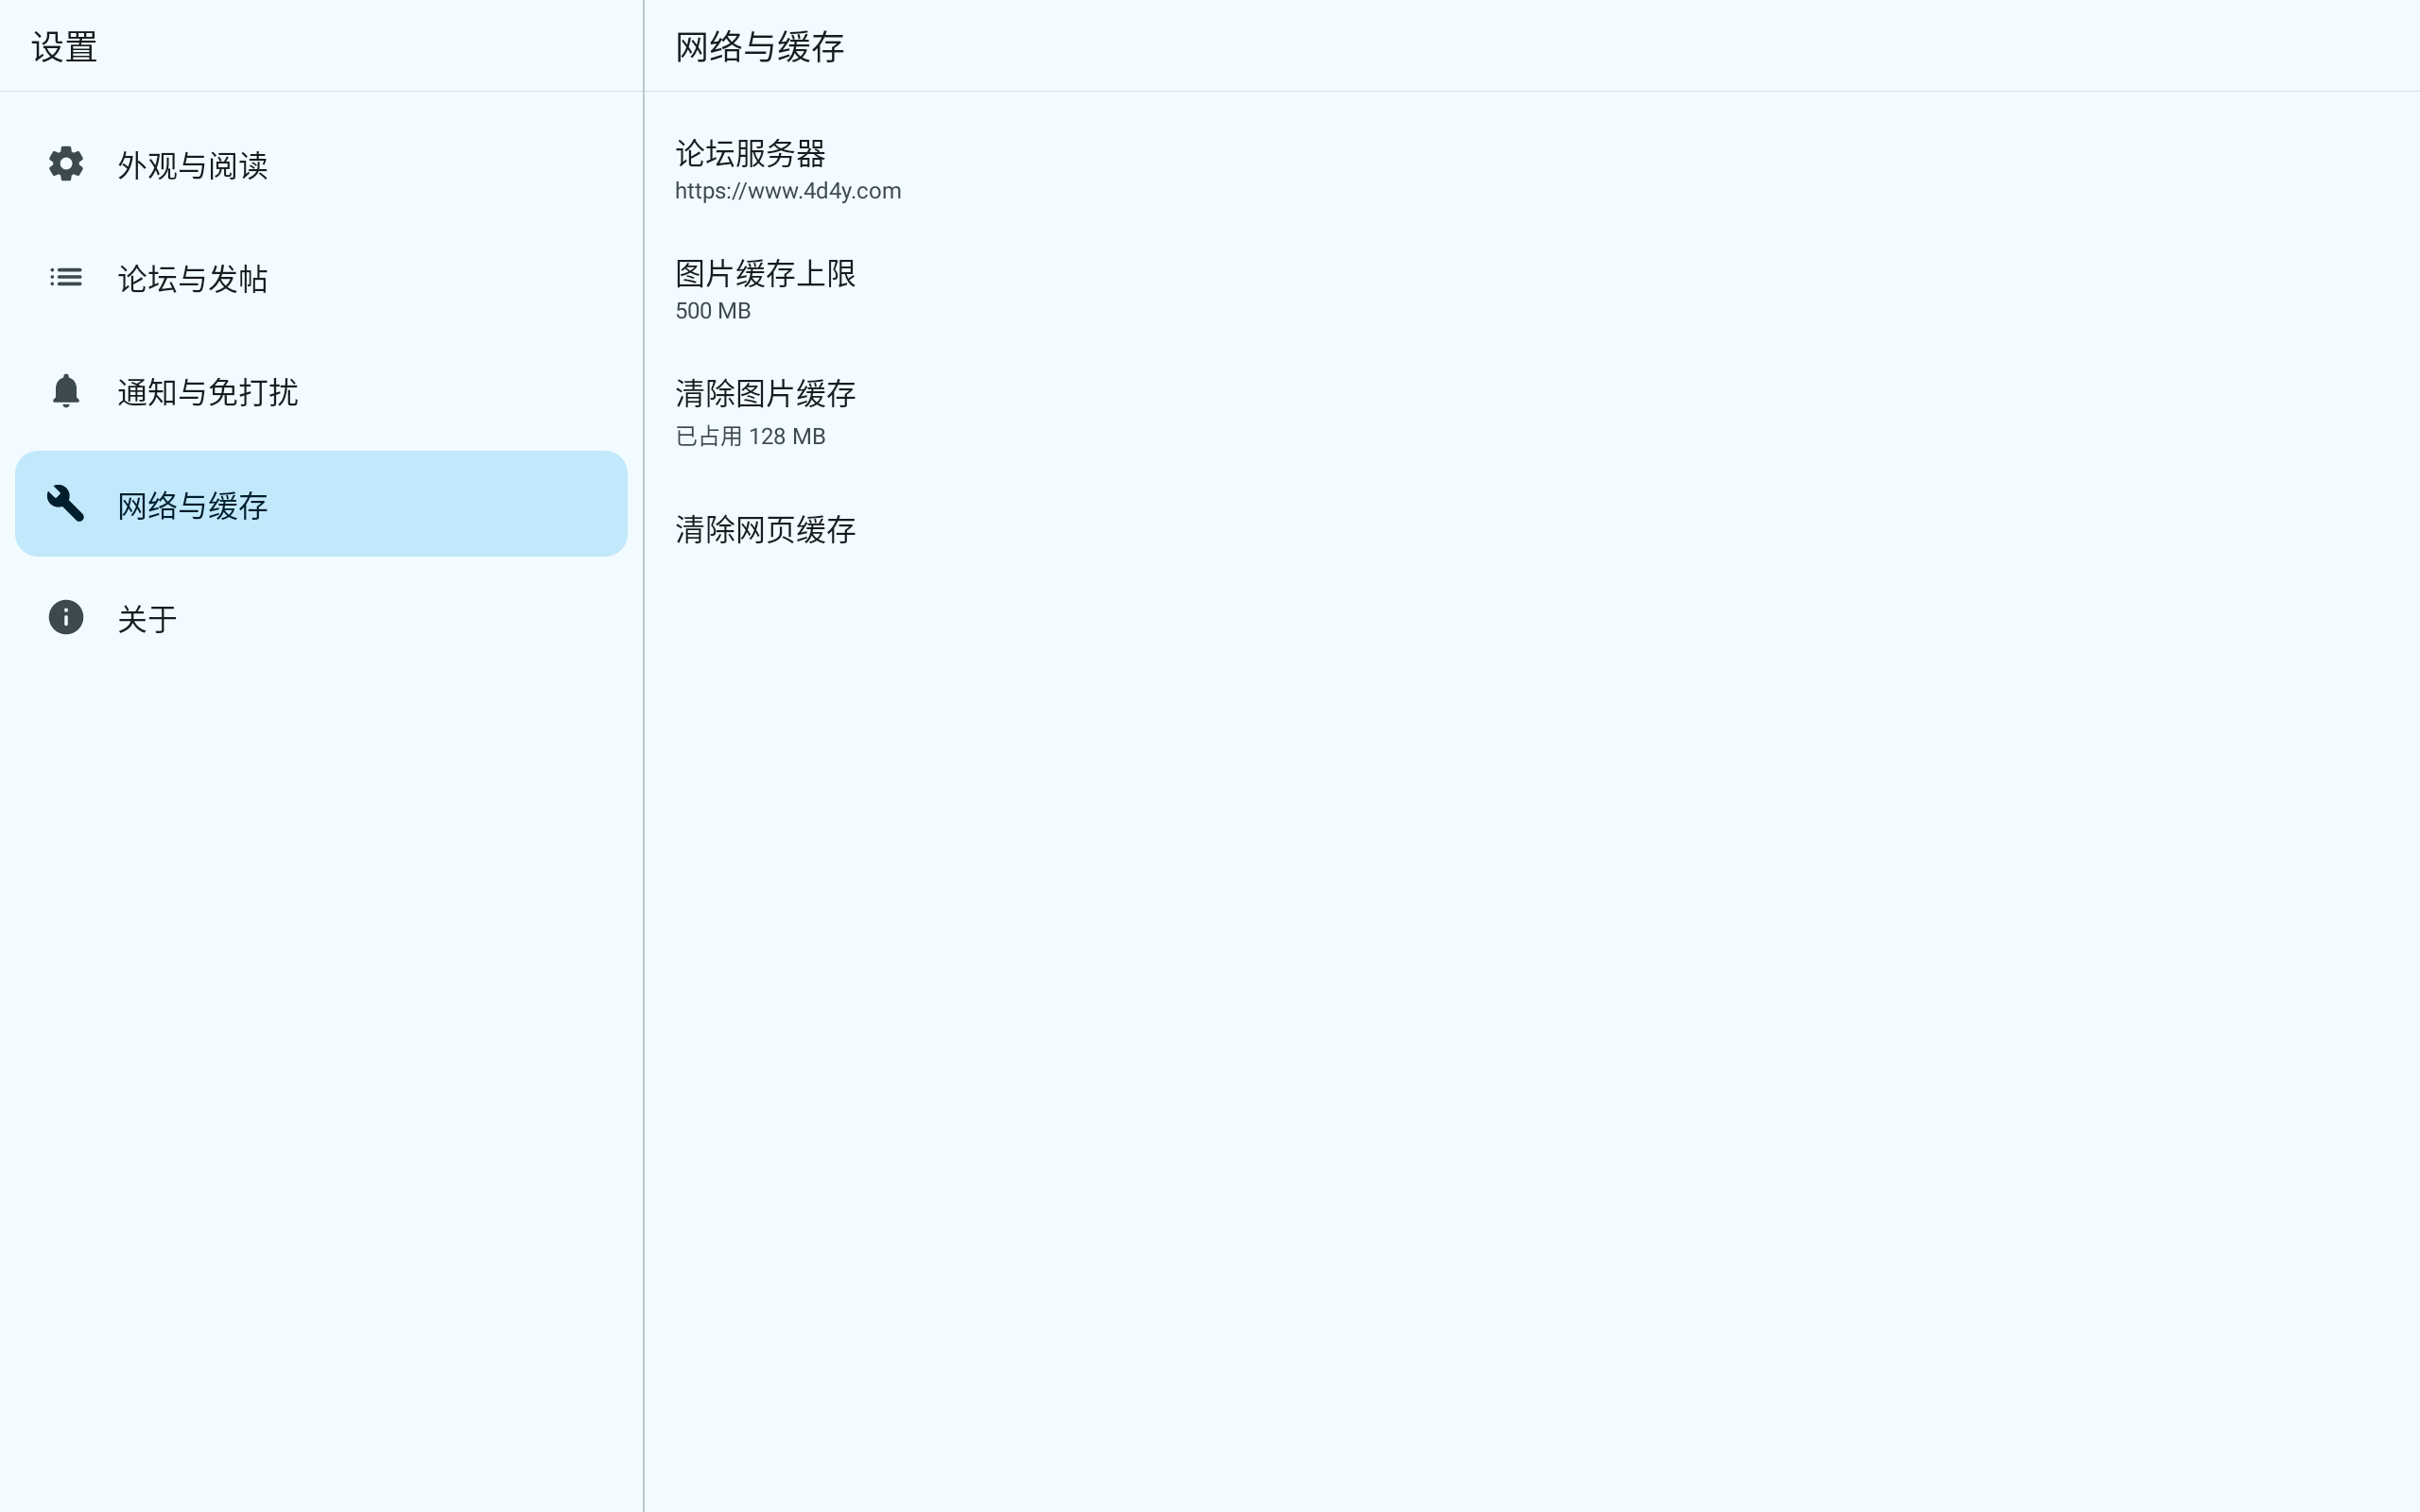 设置
外观与阅读
论坛与发帖
通知与免打扰
网络与缓存
关于
网络与缓存
论坛服务器
https://www.4d4y.com
图片缓存上限
500 MB
清除图片缓存
已占用 128 MB
清除网页缓存